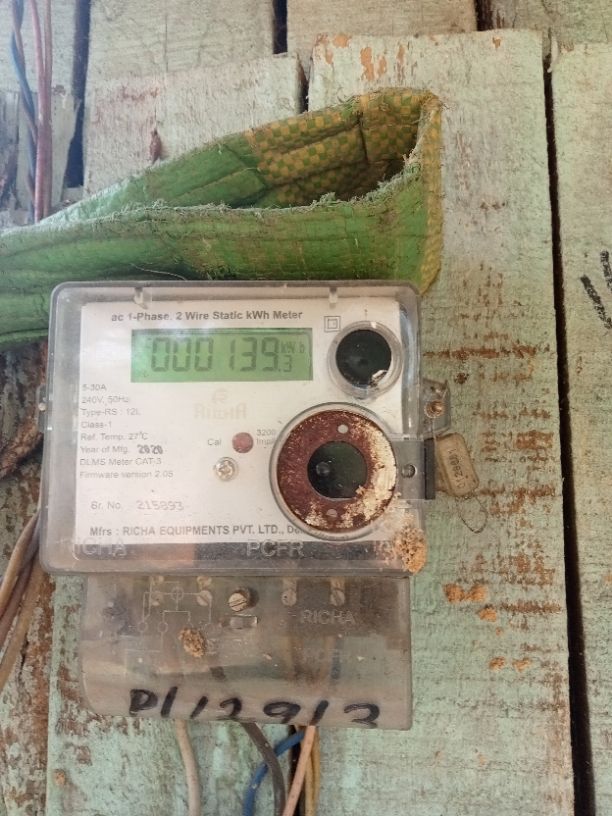 ac 1-Phase, 2 Wire Static kWh Meter
000139.3 kWh
5-30A
240V, 50Hz
Type-RS : 12L
Class-1
Ref. Temp. 27°C
Year of Mfg. 2020
DLMS Meter CAT-3
Firmware version 2.05
RICHA
Cal
3200
Sr. No. 215893
Mfrs : RICHA EQUIPMENTS PVT. LTD.,
RICHA PCFR
RICHA